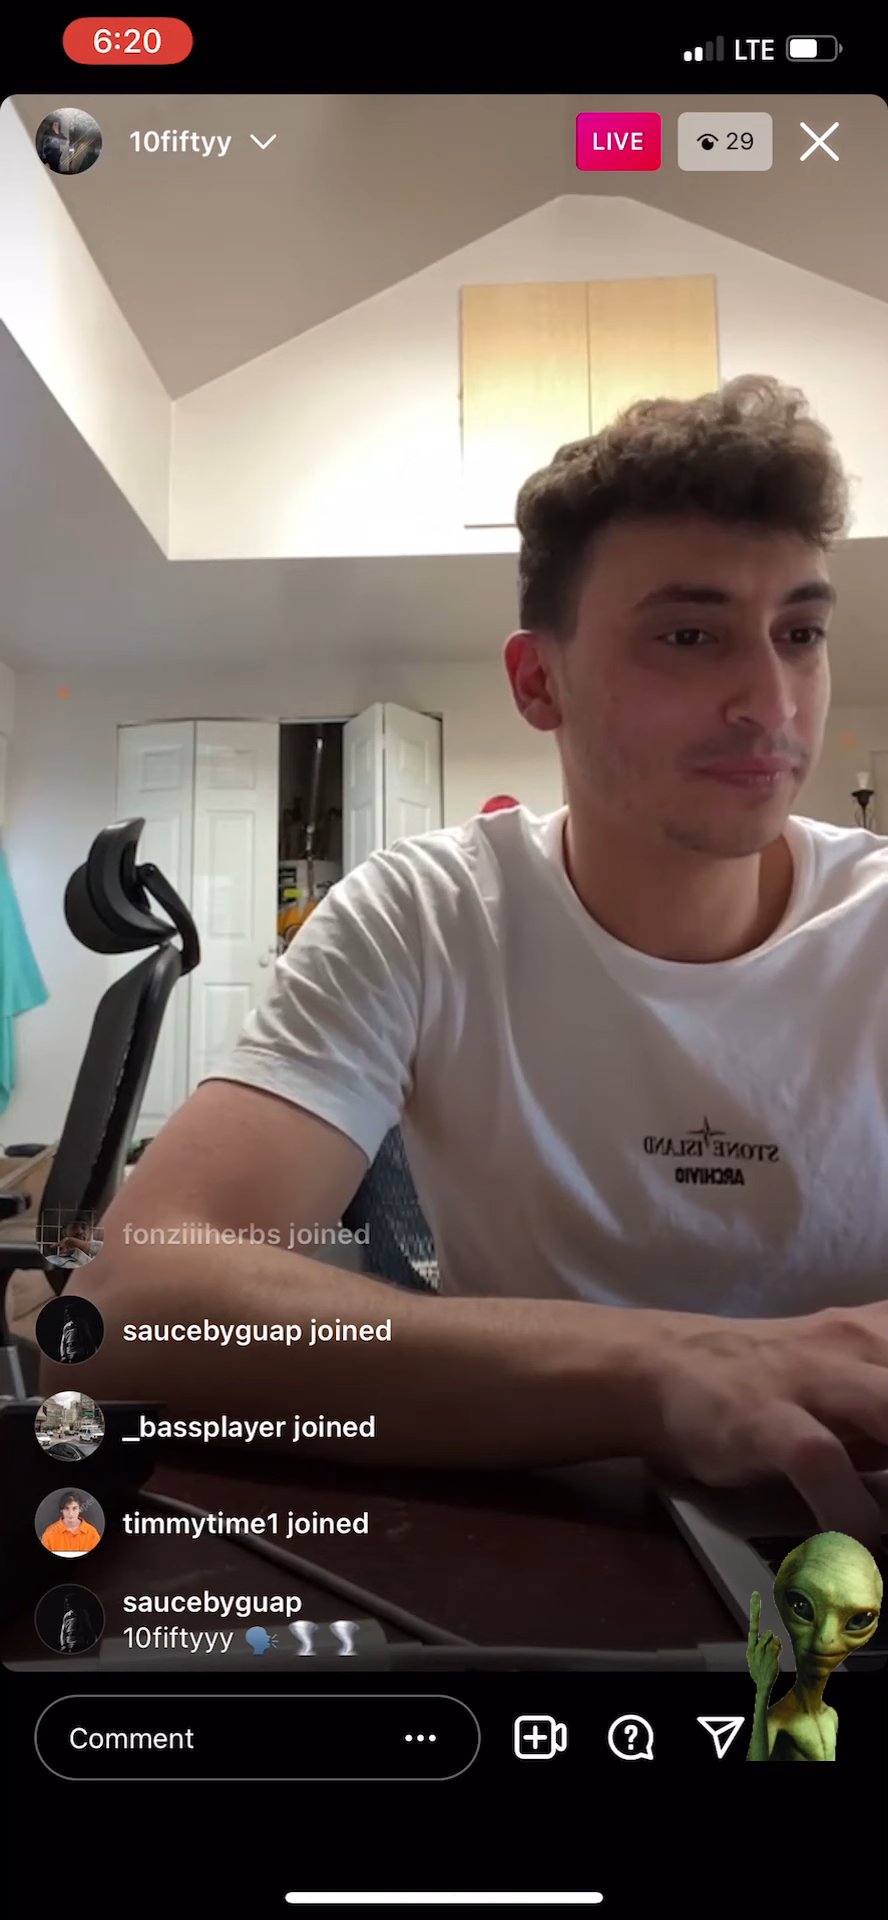 6:20
LTE
10fiftyy
LIVE
29
STONE ISLAND
ARCHIVIO
fonziiiherbs joined
saucebyguap joined
_bassplayer joined
timmytime1 joined
saucebyguap
10fiftyyy 🗣️🌪️🌪️
Comment